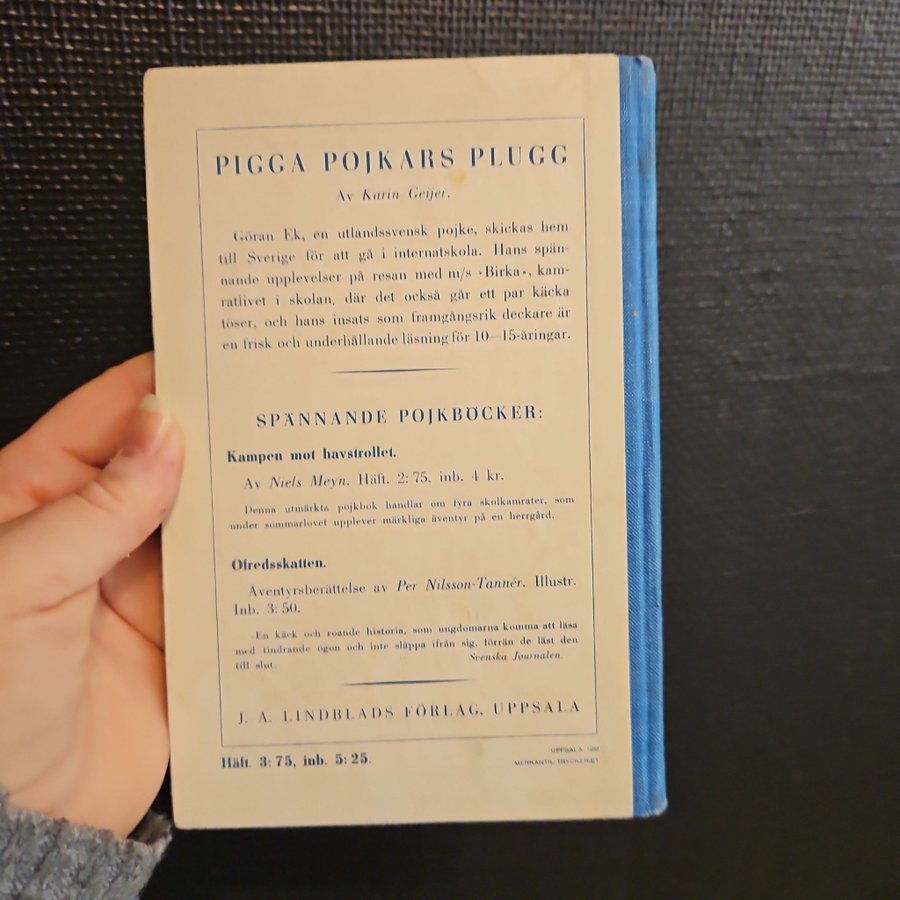 PIGGA POJKARS PLUGG
Av Karin Geijer.
Göran Ek, en utlandssvensk pojke, skickas hem
till Sverige för att gå i internatskola. Hans spän-
nande upplevelser på resan med m/s »Birka», kam-
ratlivet i skolan, där det också går ett par käcka
töser, och hans insats som framgångsrik deckare är
en frisk och underhållande läsning för 10—15-åringar.
SPÄNNANDE POJKBÖCKER:
Kampen mot havstrollet.
Av Niels Meyn. Häft. 2: 75, inb. 4 kr.
Denna utmärkta pojkbok handlar om fyra skolkamrater, som
under sommarlovet upplever märkliga äventyr på en herrgård.
Ofredsskatten.
Äventyrsberättelse av Per Nilsson-Tannér. Illustr.
Inb. 3: 50.
»En käck och roande historia, som ungdomarna komma att läsa
med tindrande ögon och inte släppa ifrån sig, förrän de läst den
till slut. Svenska Journalen.
J. A. LINDBLADS FÖRLAG, UPPSALA
Häft. 3: 75, inb. 5: 25.
UPPSALA
MERKANTIL TRYCKERIET